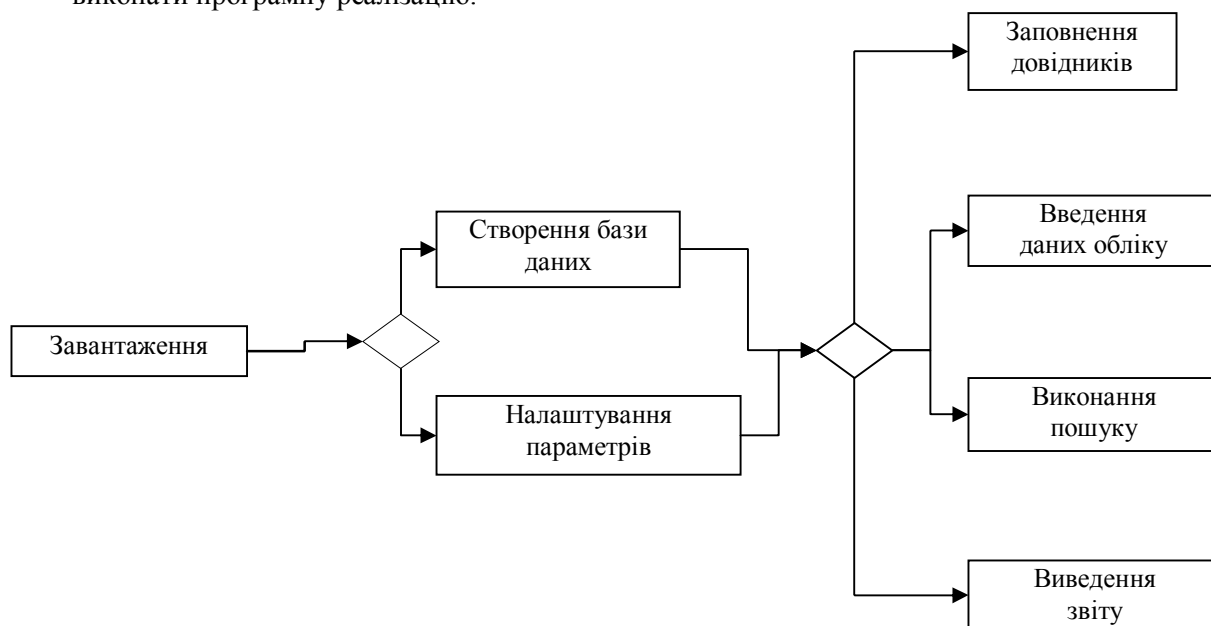 виконати програмну реалізацію.
Заповнення
довідників
Введення
даних обліку
Створення бази
даних
Завантаження
Налаштування
параметрів
Виконання
пошуку
Виведення
звіту